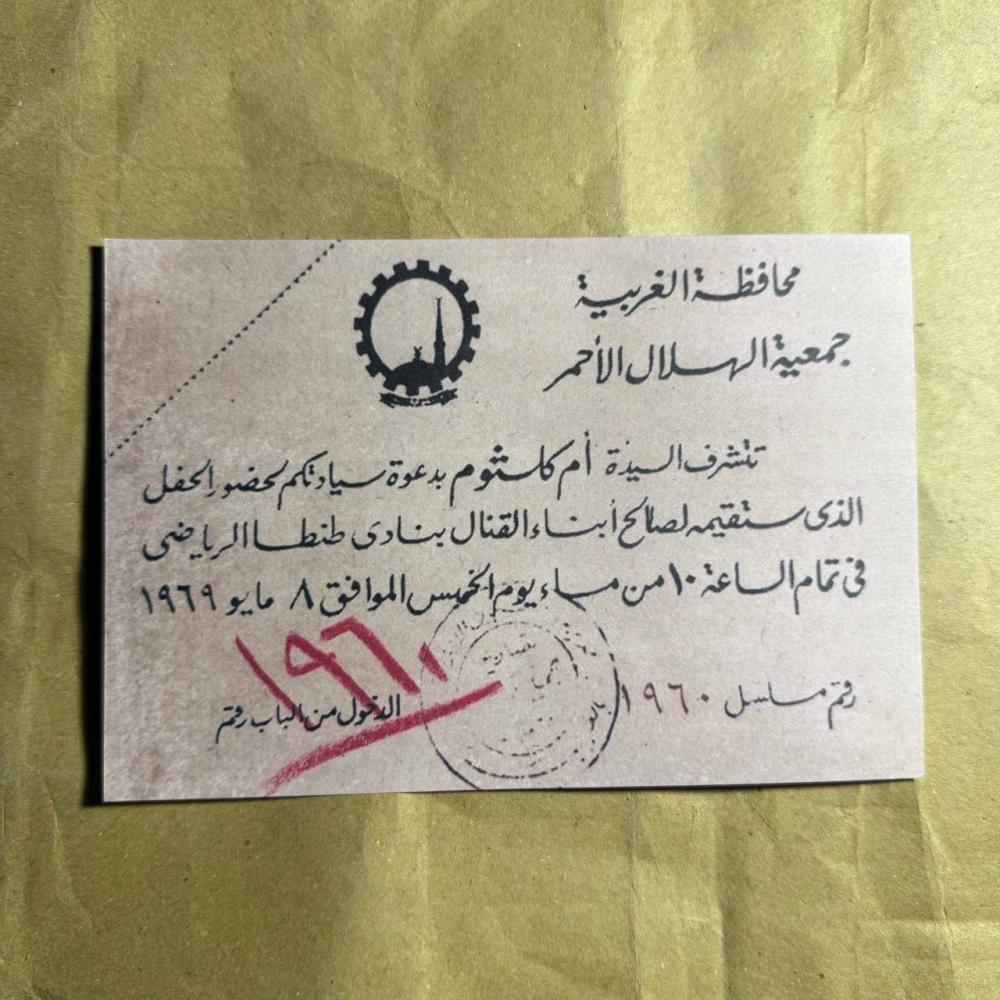 محافظة الغربية
جمعية الهلال الأحمر
تتشرف السيدة أم كلثوم بدعوة سيادتكم لحضور الحفل
الذى ستقيمه لصالح أبناء القنال بنادى طنطا الرياضى
فى تمام الساعة ١٠ من مساء يوم الخميس الموافق ٨ مايو ١٩٦٩
١٩٦٠
رقم مسلسل ١٩٦٠
الدخول من الباب رقم